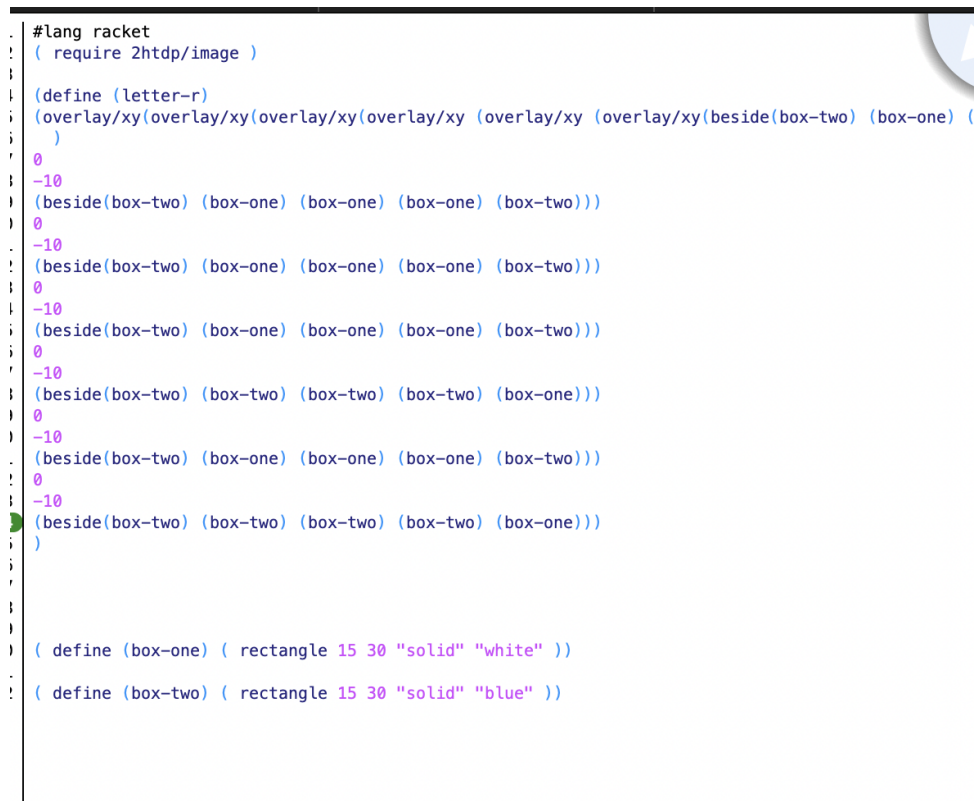 #lang racket
( require 2htdp/image )
(define (letter-r)
(overlay/xy(overlay/xy(overlay/xy(overlay/xy (overlay/xy (overlay/xy(beside(box-two) (box-one) (
)
0
-10
(beside(box-two) (box-one) (box-one) (box-one) (box-two)))
0
-10
(beside(box-two) (box-one) (box-one) (box-one) (box-two)))
0
-10
(beside(box-two) (box-one) (box-one) (box-one) (box-two)))
0
-10
(beside(box-two) (box-two) (box-two) (box-two) (box-one)))
0
-10
(beside(box-two) (box-one) (box-one) (box-one) (box-two)))
0
-10
(beside(box-two) (box-two) (box-two) (box-two) (box-one)))
)
( define (box-one) ( rectangle 15 30 "solid" "white" ))
( define (box-two) ( rectangle 15 30 "solid" "blue" ))